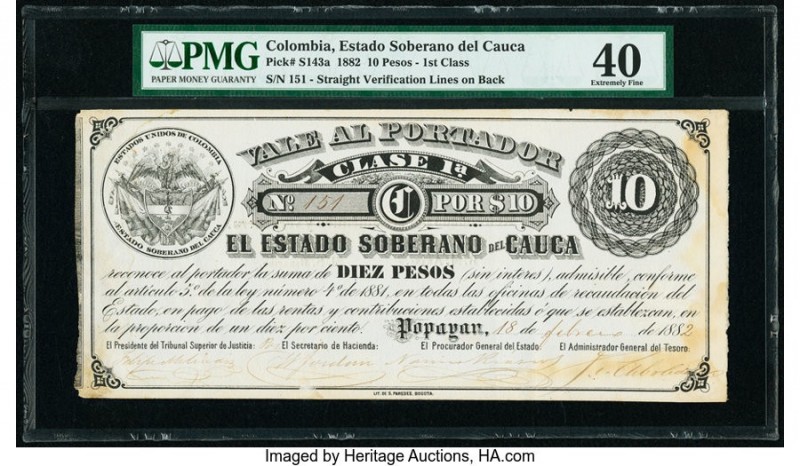 PMG
PAPER MONEY GUARANTY
Colombia, Estado Soberano del Cauca
Pick# S143a 1882 10 Pesos - 1st Class
S/N 151 - Straight Verification Lines on Back
40
Extremely Fine
ESTADOS UNIDOS DE COLOMBIA
ESTADO SOBERANO DEL CAUCA
VALE AL PORTADOR
CLASE 1a
No. 151 C POR $10
10
EL ESTADO SOBERANO DEL CAUCA
reconoce al portador la suma de DIEZ PESOS (sin interes), admisible, conforme
al artículo 3o. de la ley número 4o. de 1881, en todas las oficinas de recaudación del
Estado, en pago de las rentas y contribuciones establecidas ó que se establezcan, en
la proporción de un diez por ciento. Popayan, 18 de febrero de 1882
El Presidente del Tribunal Superior de Justicia: El Secretario de Hacienda: El Procurador General del Estado: El Administrador General del Tesoro:
LIT. DE D. PAREDES. BOGOTA.
Imaged by Heritage Auctions, HA.com